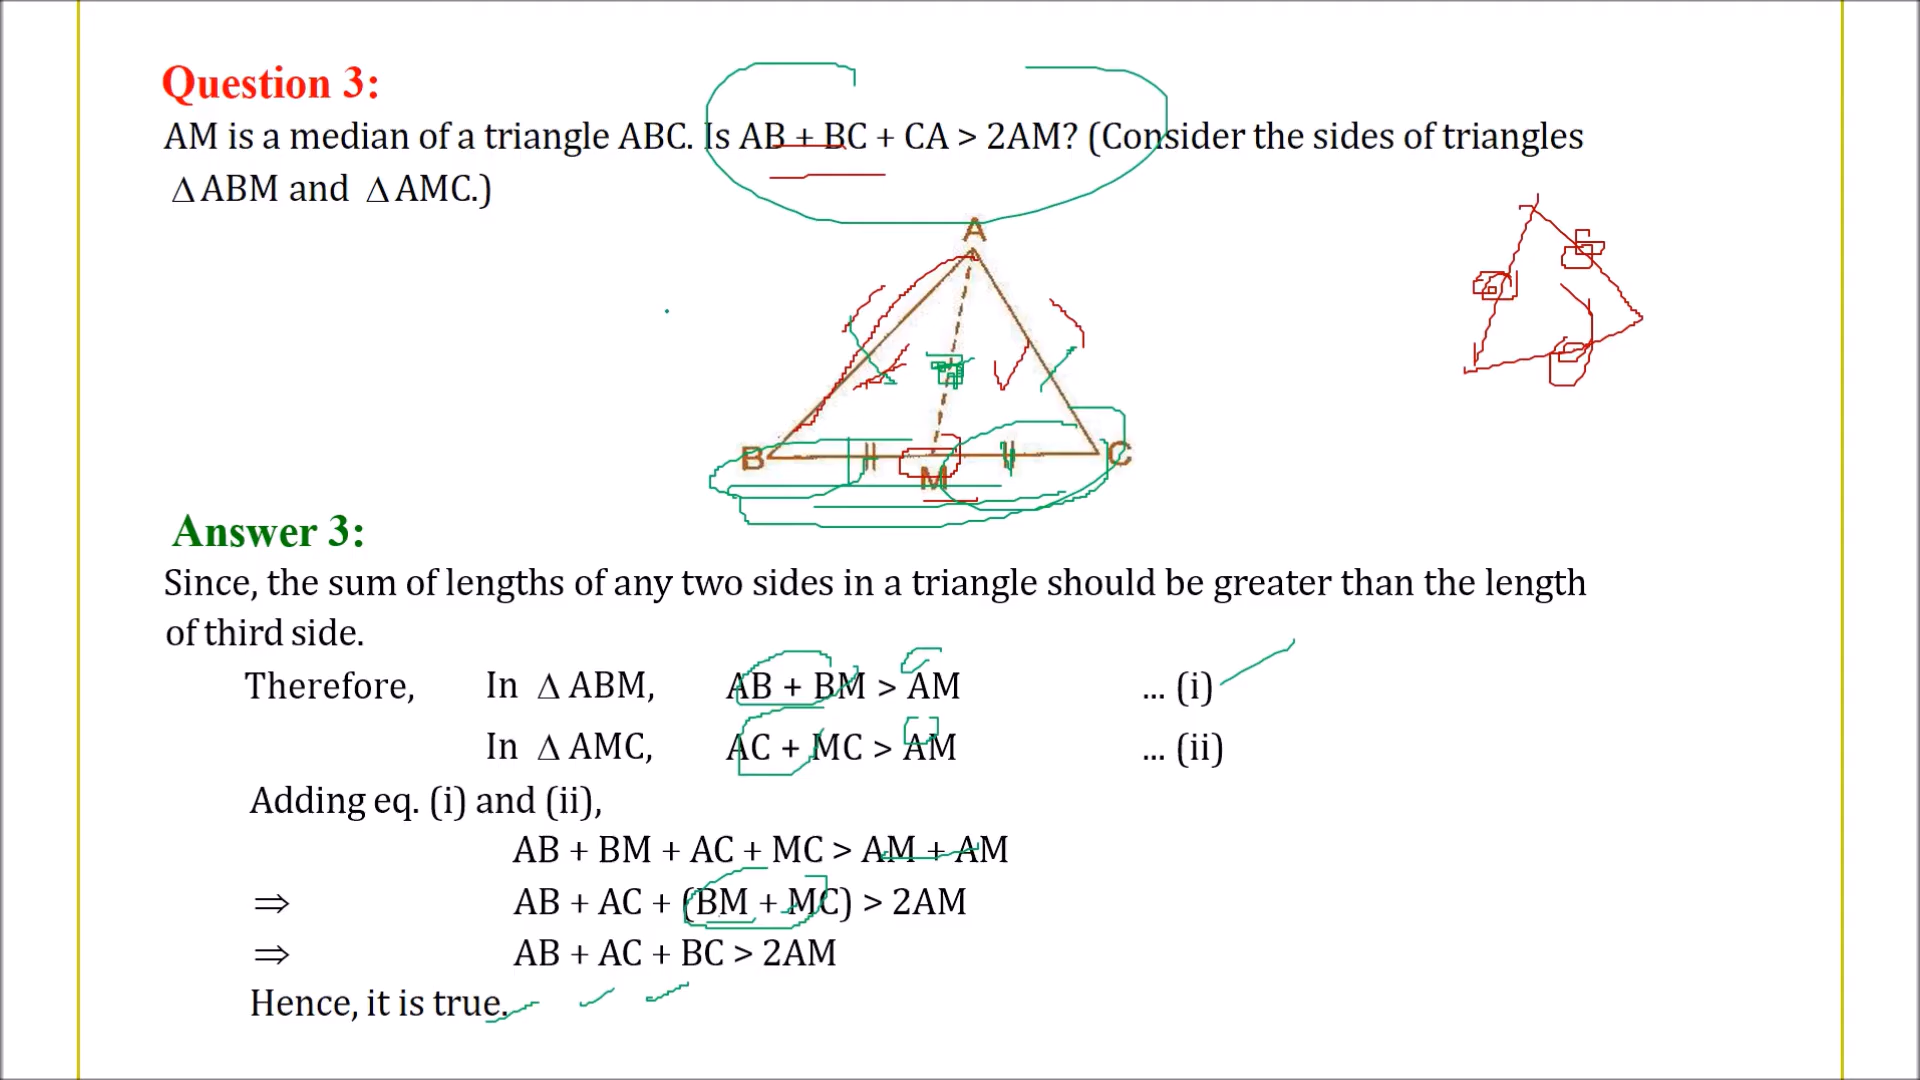 Question 3:
AM is a median of a triangle ABC. Is AB + BC + CA > 2AM? (Consider the sides of triangles
Δ ABM and Δ AMC.)
A
B
M
C
Answer 3:
Since, the sum of lengths of any two sides in a triangle should be greater than the length
of third side.
Therefore, In Δ ABM, AB + BM > AM ... (i)
In Δ AMC, AC + MC > AM ... (ii)
Adding eq. (i) and (ii),
AB + BM + AC + MC > AM + AM
⇒ AB + AC + (BM + MC) > 2AM
⇒ AB + AC + BC > 2AM
Hence, it is true.